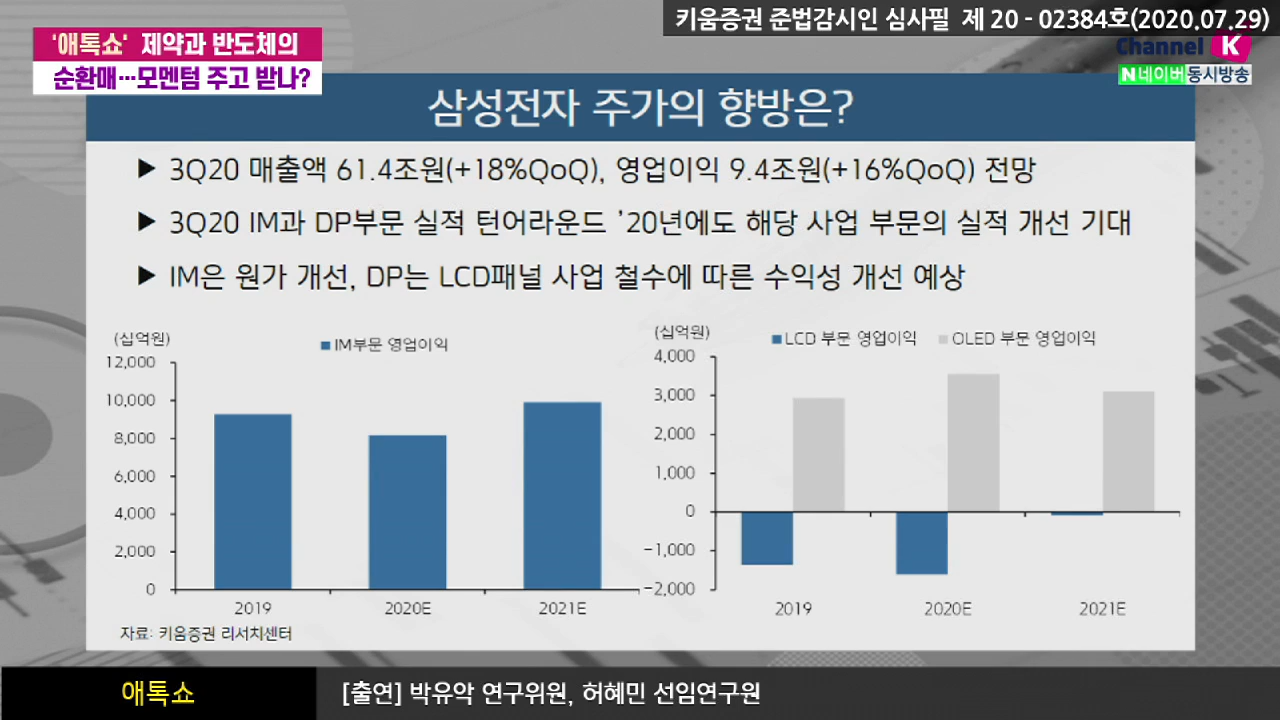 키움증권 준법감시인 심사필 제 20 - 02384호(2020.07.29)
'애톡쇼' 제약과 반도체의
순환매…모멘텀 주고 받나?
Channel K
N네이버동시방송
삼성전자 주가의 향방은?
▶ 3Q20 매출액 61.4조원(+18%QoQ), 영업이익 9.4조원(+16%QoQ) 전망
▶ 3Q20 IM과 DP부문 실적 턴어라운드 '20년에도 해당 사업 부문의 실적 개선 기대
▶ IM은 원가 개선, DP는 LCD패널 사업 철수에 따른 수익성 개선 예상
(십억원)
IM부문 영업이익
12,000
10,000
8,000
6,000
4,000
2,000
0
2019 2020E 2021E
자료: 키움증권 리서치센터
(십억원)
LCD 부문 영업이익 OLED 부문 영업이익
4,000
3,000
2,000
1,000
0
-1,000
-2,000
2019 2020E 2021E
애톡쇼
[출연] 박유악 연구위원, 허혜민 선임연구원